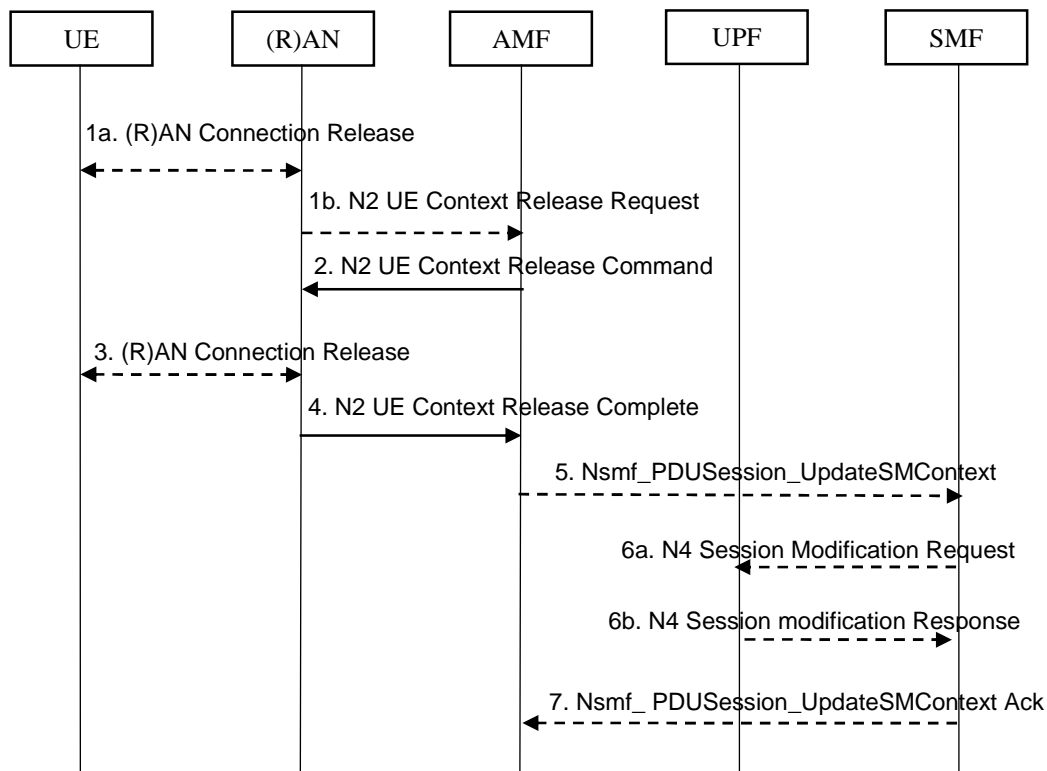 UE
(R)AN
AMF
UPF
SMF
1a. (R)AN Connection Release
1b. N2 UE Context Release Request
2. N2 UE Context Release Command
3. (R)AN Connection Release
4. N2 UE Context Release Complete
5. Nsmf_PDUSession_UpdateSMContext
6a. N4 Session Modification Request
6b. N4 Session modification Response
7. Nsmf_ PDUSession_UpdateSMContext Ack